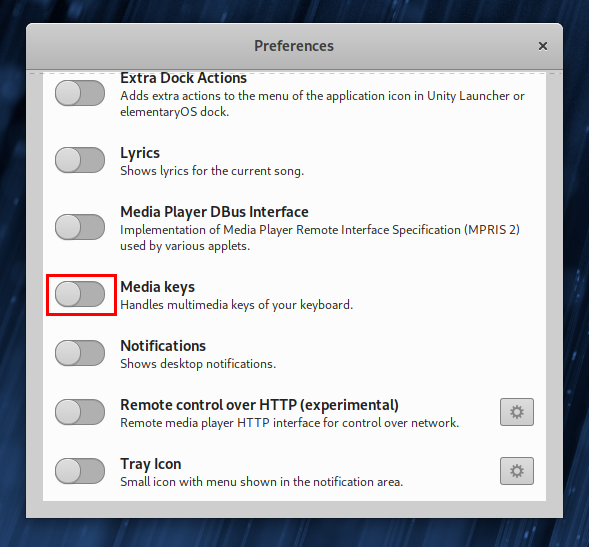 Preferences
Extra Dock Actions
Adds extra actions to the menu of the application icon in Unity Launcher or
elementaryOS dock.
Lyrics
Shows lyrics for the current song.
Media Player DBus Interface
Implementation of Media Player Remote Interface Specification (MPRIS 2)
used by various applets.
Media keys
Handles multimedia keys of your keyboard.
Notifications
Shows desktop notifications.
Remote control over HTTP (experimental)
Remote media player HTTP interface for control over network.
Tray Icon
Small icon with menu shown in the notification area.